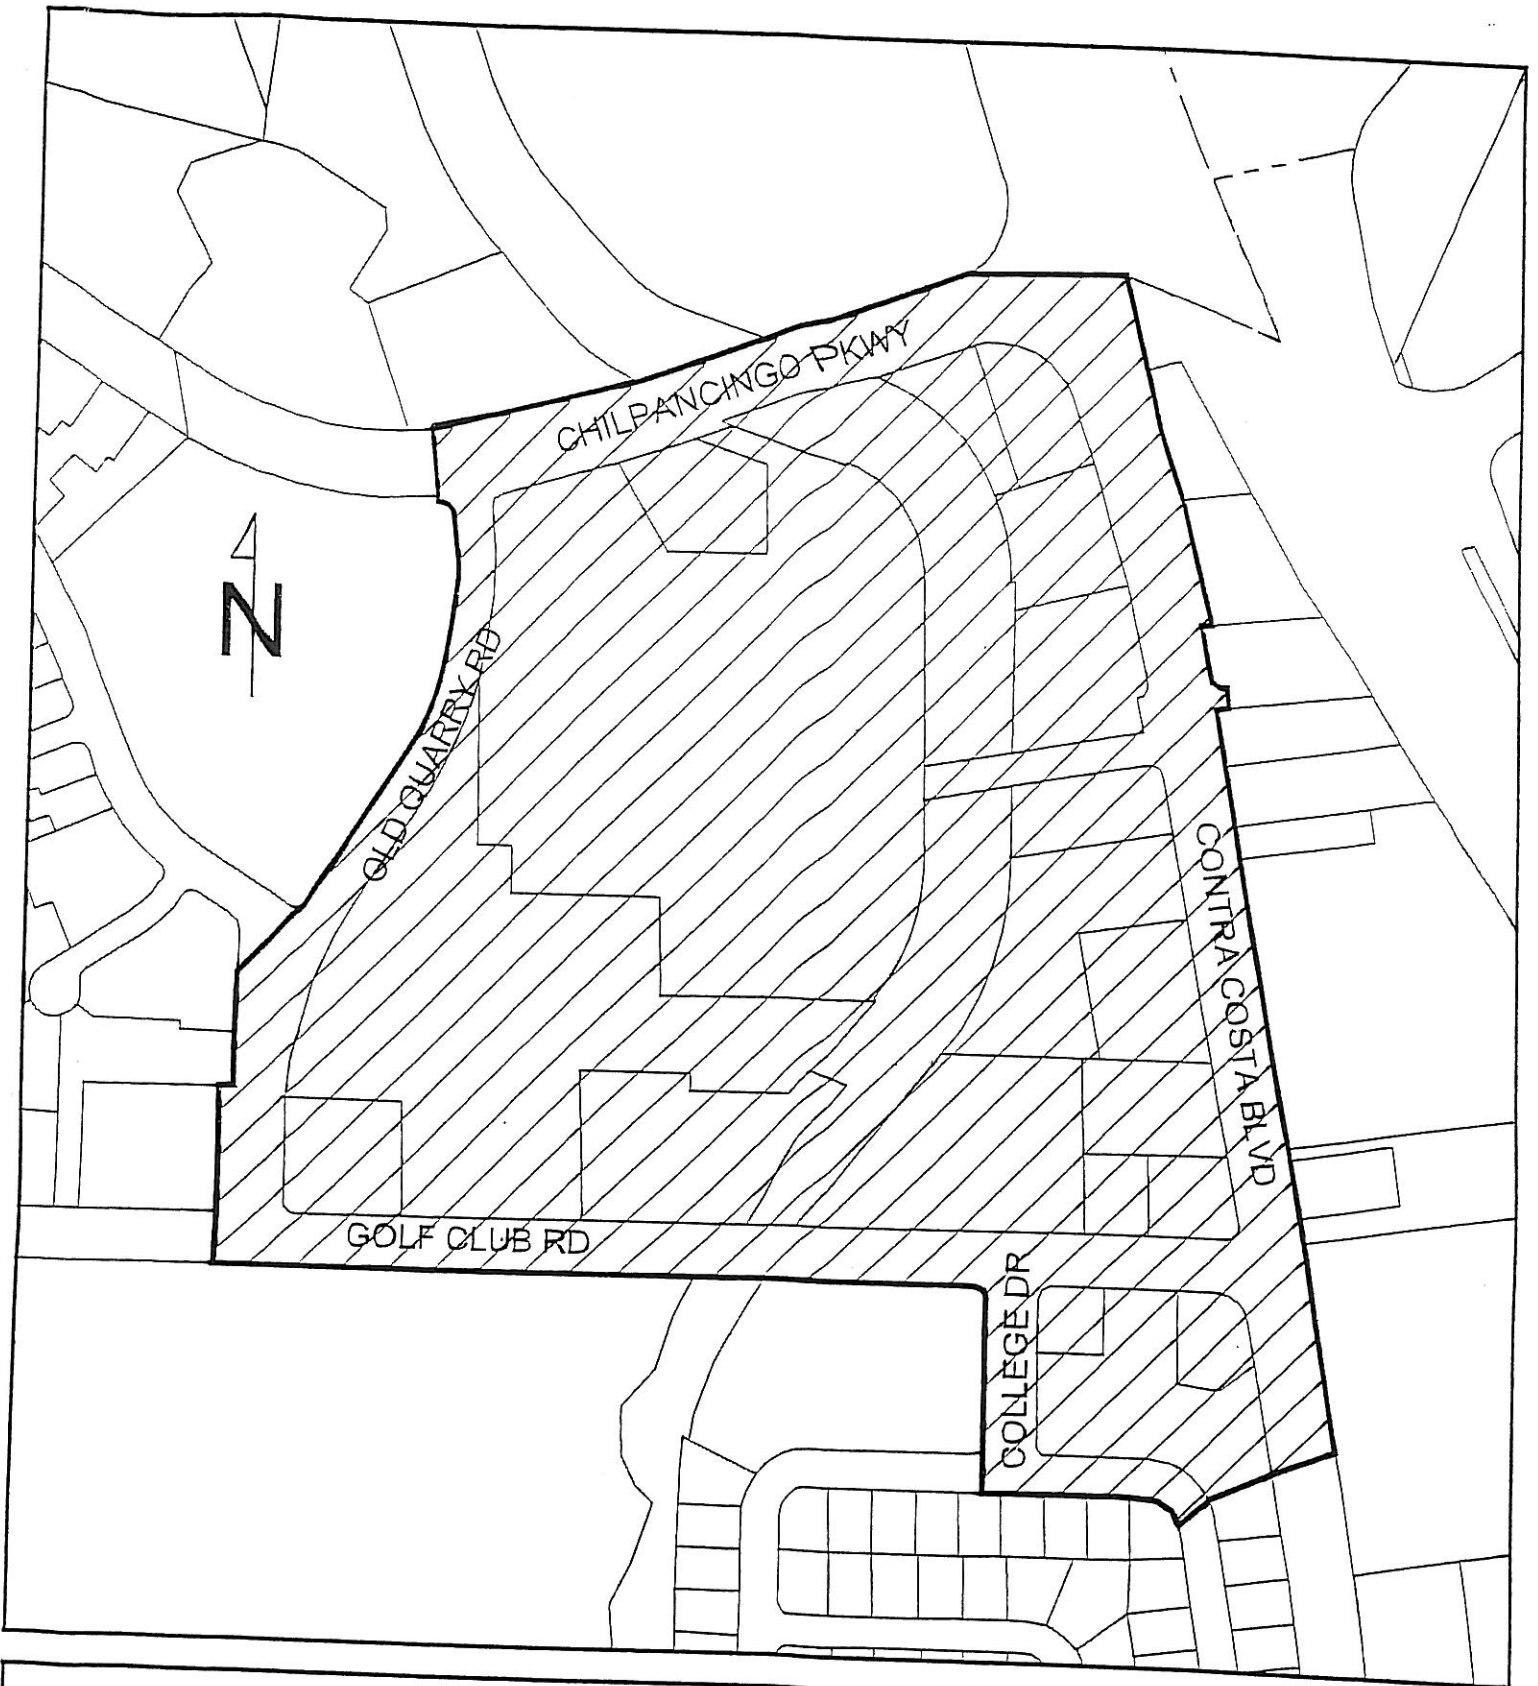 CHILPANCINGO PKWY
N
OLD QUARRY RD
CONTRA COSTA BLVD
GOLF CLUB RD
COLLEGE DR